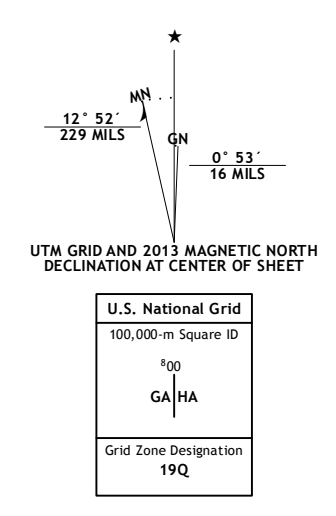 ★
MN
GN
12° 52´
229 MILS
0° 53´
16 MILS
UTM GRID AND 2013 MAGNETIC NORTH
DECLINATION AT CENTER OF SHEET
U.S. National Grid
100,000-m Square ID
⁸00
GA HA
Grid Zone Designation
19Q